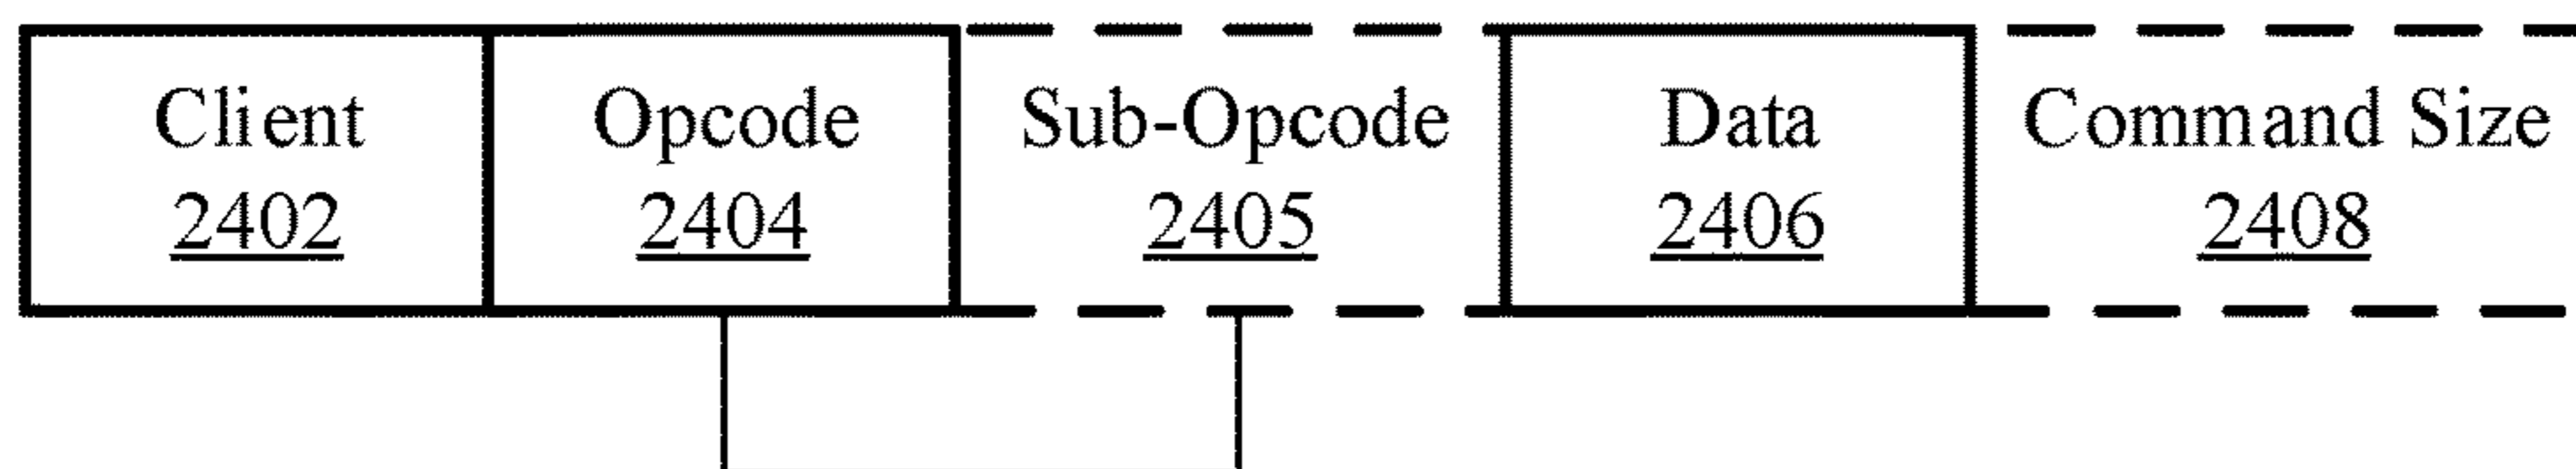 Client
2402
Opcode
2404
Sub-Opcode
2405
Data
2406
Command Size
2408